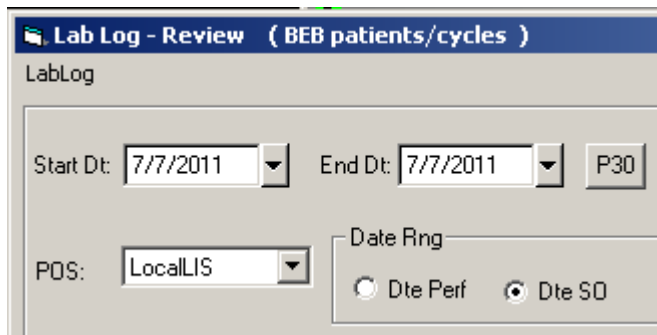 Lab Log - Review ( BEB patients/cycles )
LabLog
Start Dt: 7/7/2011 End Dt: 7/7/2011 P30
Date Rng
POS: LocalLIS
Dte Perf Dte SO